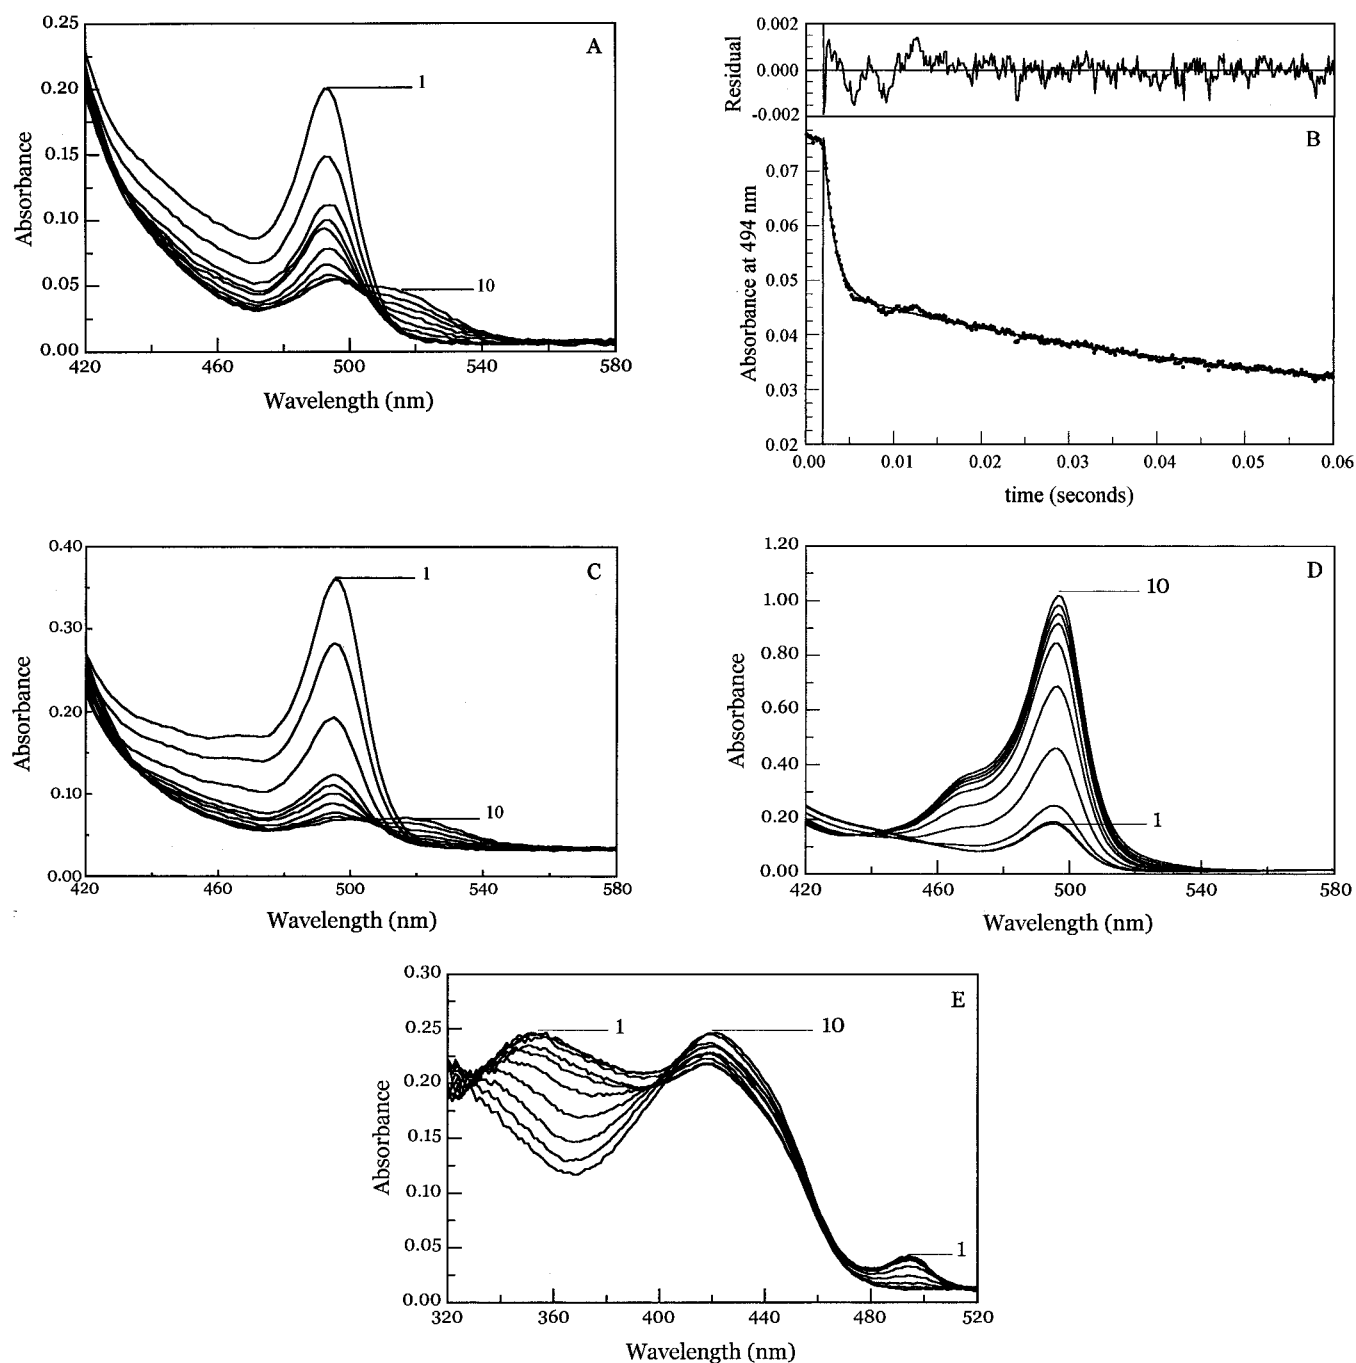 0.25
A
0.20
1
0.15
Absorbance
0.10
0.05
10
0.00
420 460 500 540 580
Wavelength (nm)
0.002
Residual
0.000
-0.002
B
0.07
0.06
Absorbance at 494 nm
0.05
0.04
0.03
0.02
0.00 0.01 0.02 0.03 0.04 0.05 0.06
time (seconds)
0.40
C
1
0.30
Absorbance
0.20
0.10
10
0.00
420 460 500 540 580
Wavelength (nm)
1.20
D
10
1.00
0.80
Absorbance
0.60
0.40
0.20
1
0.00
420 460 500 540 580
Wavelength (nm)
0.30
E
1 10
0.25
0.20
Absorbance
0.15
0.10
0.05
1
0.00
320 360 400 440 480 520
Wavelength (nm)